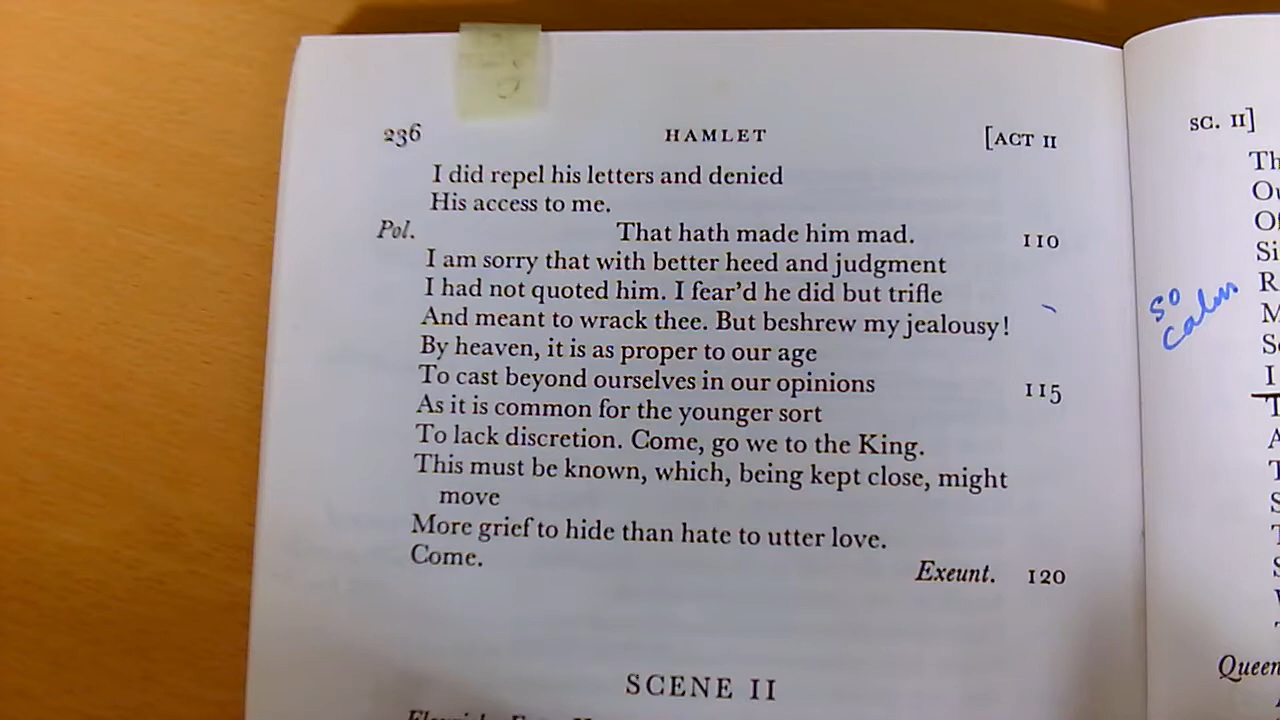 236 HAMLET [ACT II
I did repel his letters and denied
His access to me.
Pol. That hath made him mad. 110
I am sorry that with better heed and judgment
I had not quoted him. I fear'd he did but trifle
And meant to wrack thee. But beshrew my jealousy!
By heaven, it is as proper to our age
To cast beyond ourselves in our opinions 115
As it is common for the younger sort
To lack discretion. Come, go we to the King.
This must be known, which, being kept close, might
move
More grief to hide than hate to utter love.
Come. Exeunt. 120
SCENE II
SC. II]
so
calm
I
Queen